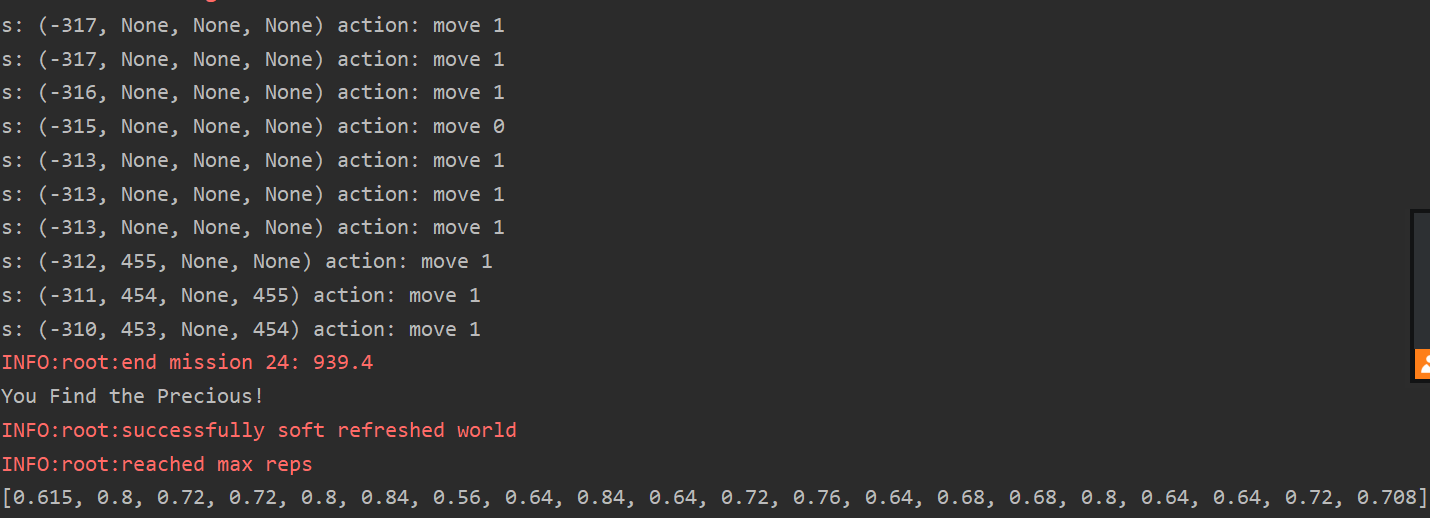 s: (-317, None, None, None) action: move 1
s: (-317, None, None, None) action: move 1
s: (-316, None, None, None) action: move 1
s: (-315, None, None, None) action: move 0
s: (-313, None, None, None) action: move 1
s: (-313, None, None, None) action: move 1
s: (-313, None, None, None) action: move 1
s: (-312, 455, None, None) action: move 1
s: (-311, 454, None, 455) action: move 1
s: (-310, 453, None, 454) action: move 1
INFO:root:end mission 24: 939.4
You Find the Precious!
INFO:root:successfully soft refreshed world
INFO:root:reached max reps
[0.615, 0.8, 0.72, 0.72, 0.8, 0.84, 0.56, 0.64, 0.84, 0.64, 0.72, 0.76, 0.64, 0.68, 0.68, 0.8, 0.64, 0.64, 0.72, 0.708]